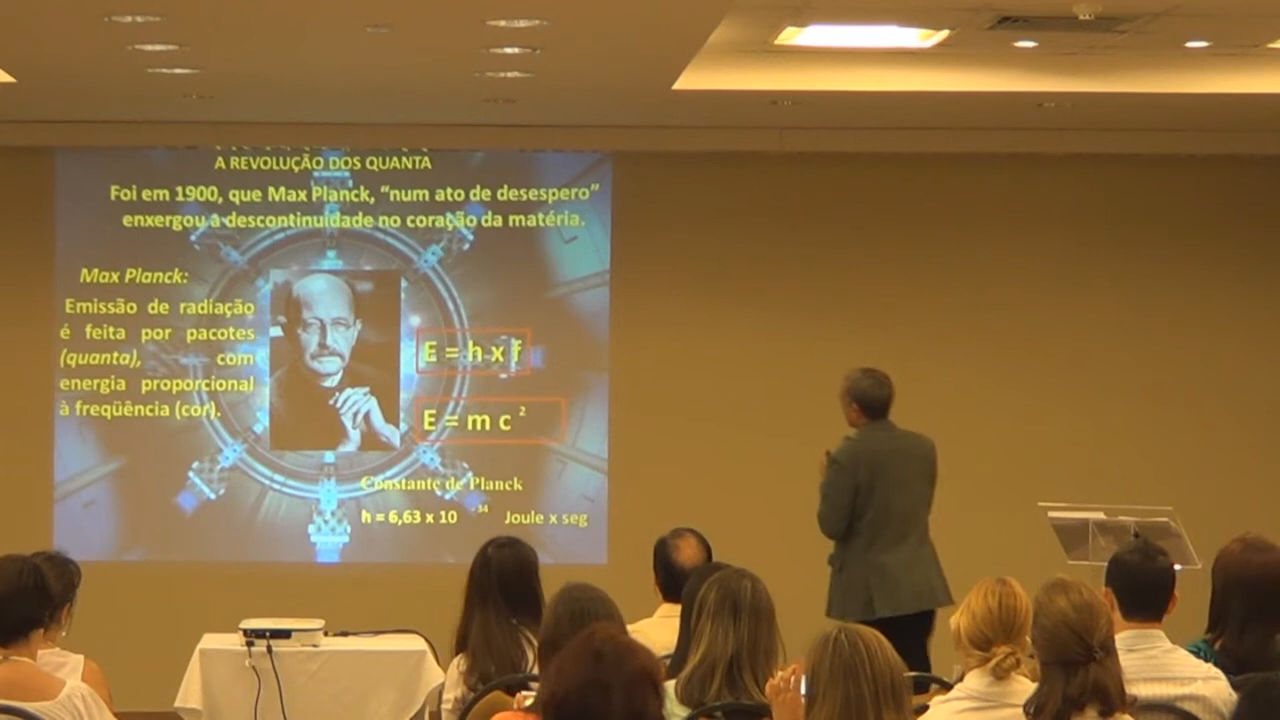 A REVOLUÇÃO DOS QUANTA
Foi em 1900, que Max Planck, “num ato de desespero”
enxergou a descontinuidade no coração da matéria.
Max Planck:
Emissão de radiação
é feita por pacotes
(quanta), com
energia proporcional
à freqüência (cor).
E = h x f
E = m c ²
Constante de Planck
h = 6,63 x 10 ⁻³⁴ Joule x seg